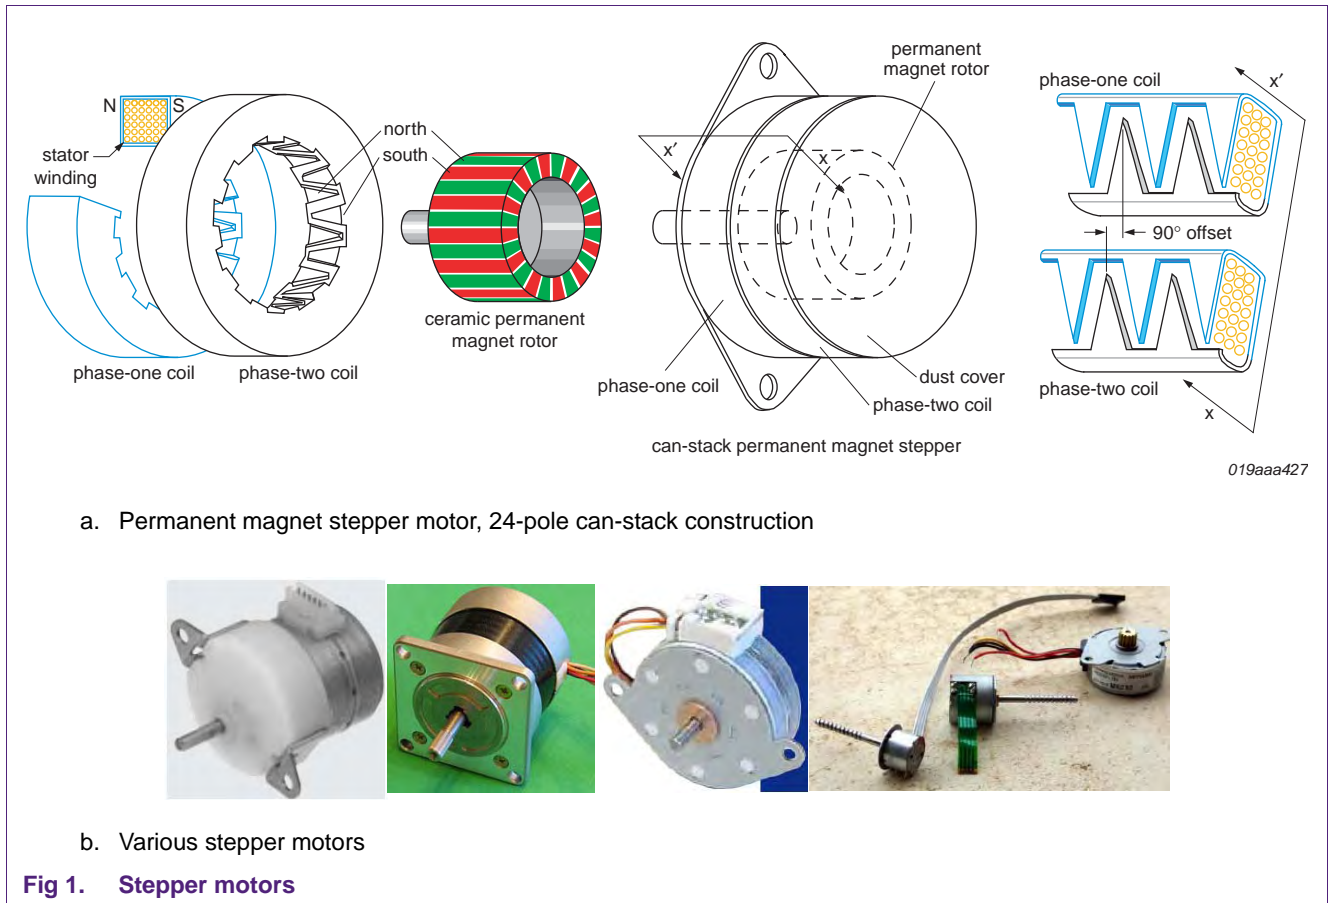 N
S
stator
winding
north
south
ceramic permanent
magnet rotor
phase-one coil
phase-two coil
permanent
magnet rotor
x′
x
phase-one coil
dust cover
phase-two coil
can-stack permanent magnet stepper
phase-one coil
x′
90° offset
phase-two coil
x
019aaa427
a. Permanent magnet stepper motor, 24-pole can-stack construction
b. Various stepper motors
Fig 1. Stepper motors